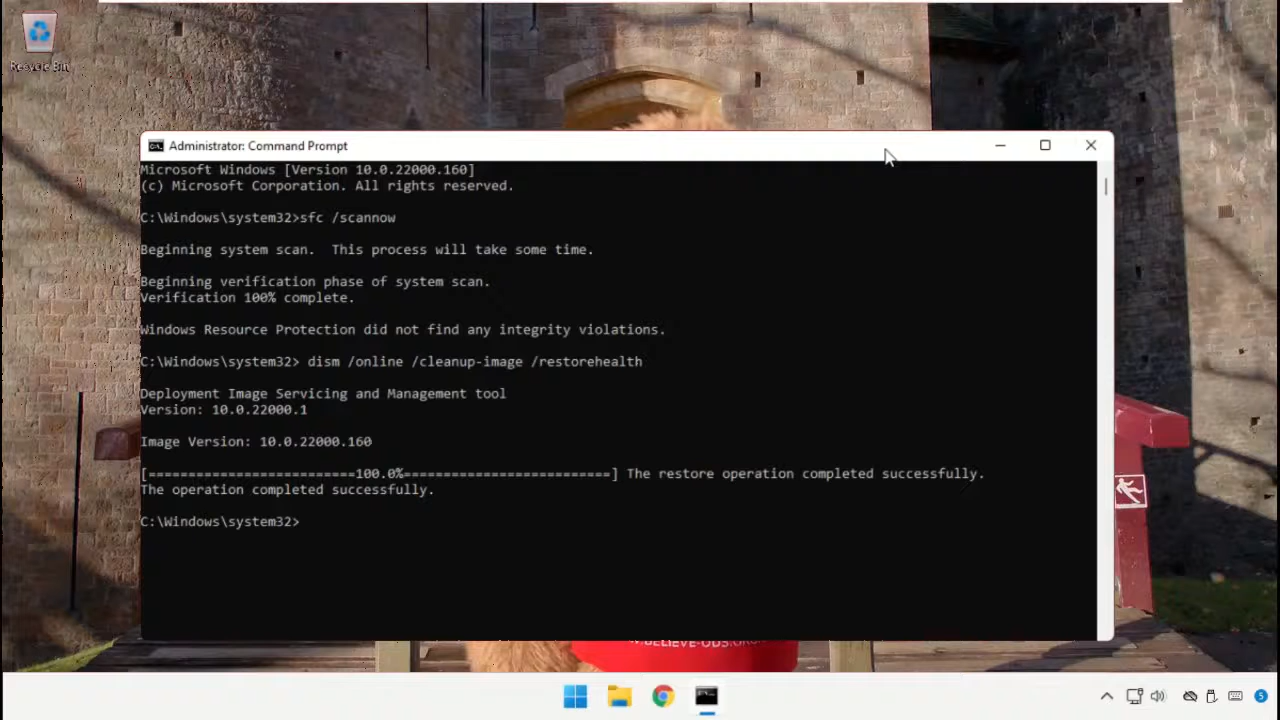 Recycle Bin
Administrator: Command Prompt
Microsoft Windows [Version 10.0.22000.160]
(c) Microsoft Corporation. All rights reserved.
C:\Windows\system32>sfc /scannow
Beginning system scan.  This process will take some time.
Beginning verification phase of system scan.
Verification 100% complete.
Windows Resource Protection did not find any integrity violations.
C:\Windows\system32> dism /online /cleanup-image /restorehealth
Deployment Image Servicing and Management tool
Version: 10.0.22000.1
Image Version: 10.0.22000.160
[==========================100.0%==========================] The restore operation completed successfully.
The operation completed successfully.
C:\Windows\system32>
5